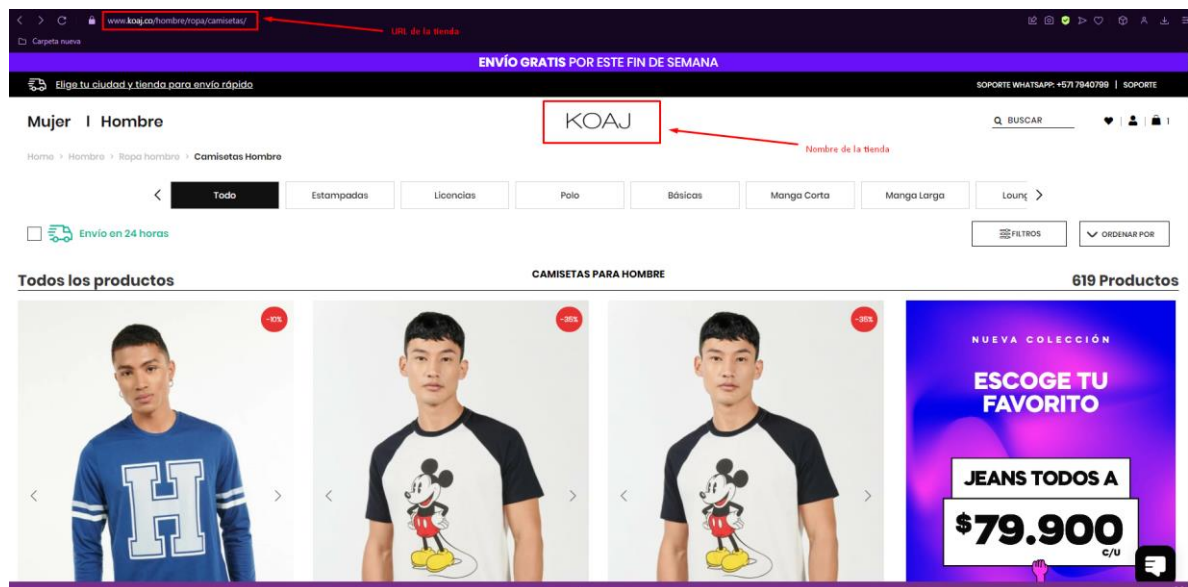 www.koaj.co/hombre/ropa/camisetas/
URL de la tienda
Carpeta nueva
ENVÍO GRATIS POR ESTE FIN DE SEMANA
Elige tu ciudad y tienda para envío rápido
SOPORTE WHATSAPP: +571 7940799 | SOPORTE
Mujer | Hombre
KOAJ
BUSCAR
1
Nombre de la tienda
Home > Hombre > Ropa hombre > Camisetas Hombre
Todo
Estampadas
Licencias
Polo
Básicas
Manga Corta
Manga Larga
Loung
Envío en 24 horas
FILTROS
ORDENAR POR
Todos los productos
CAMISETAS PARA HOMBRE
619 Productos
-10%
-35%
-35%
H
NUEVA COLECCIÓN
ESCOGE TU
FAVORITO
JEANS TODOS A
$79.900
C/U